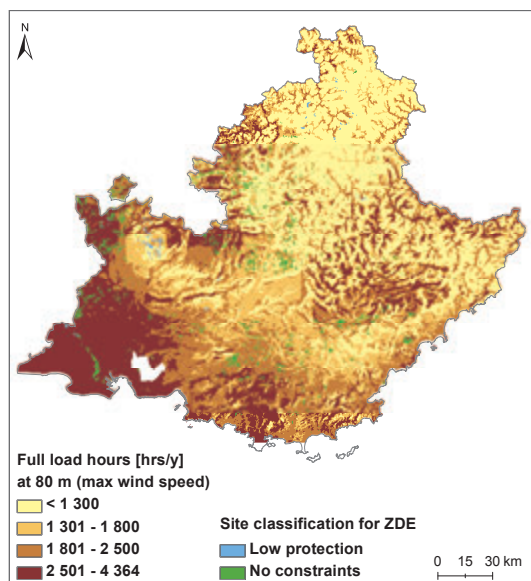 N
Full load hours [hrs/y]
at 80 m (max wind speed)
< 1 300
1 301 - 1 800
1 801 - 2 500
2 501 - 4 364
Site classification for ZDE
Low protection
No constraints
0 15 30 km